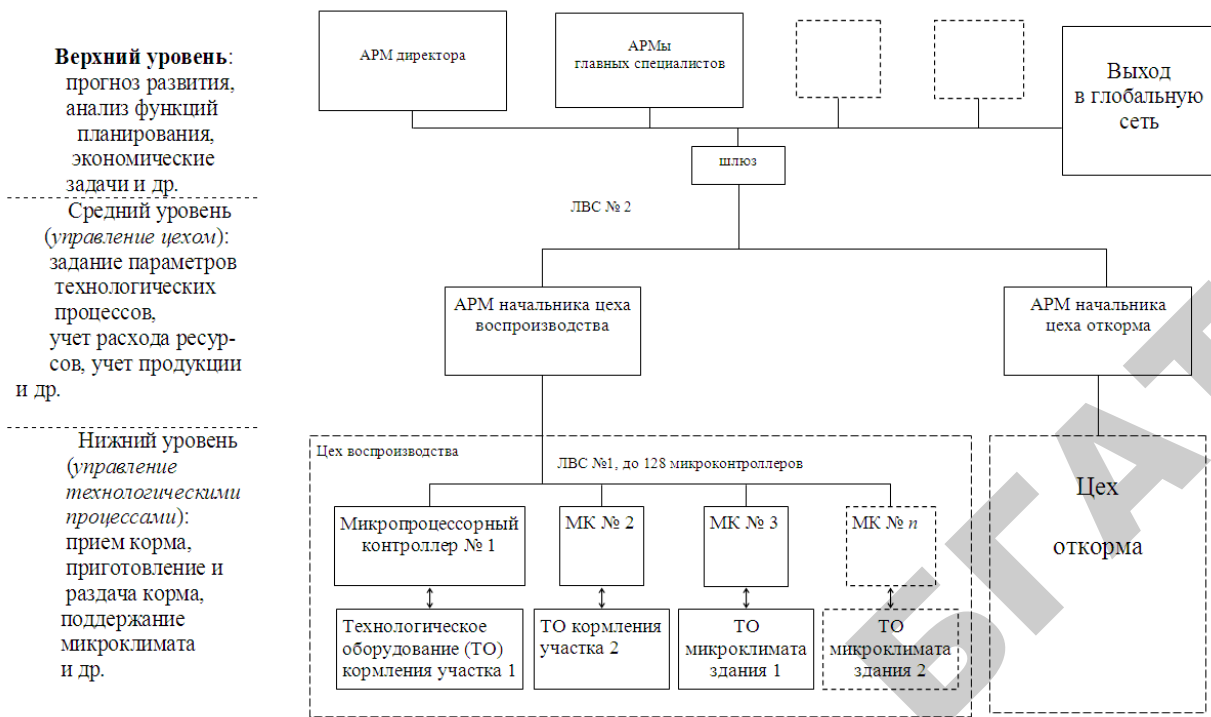 Верхний уровень:
прогноз развития,
анализ функций
планирования,
экономические
задачи и др.
Средний уровень
(управление цехом):
задание параметров
технологических
процессов,
учет расхода ресур-
сов, учет продукции
и др.
Нижний уровень
(управление
технологическими
процессами):
прием корма,
приготовление и
раздача корма,
поддержание
микроклимата
и др.
АРМ директора
АРМы
главных специалистов
Выход
в глобальную
сеть
шлюз
ЛВС № 2
АРМ начальника цеха
воспроизводства
АРМ начальника
цеха откорма
Цех воспроизводства
ЛВС №1, до 128 микроконтроллеров
Микропроцессорный
контроллер № 1
МК № 2
МК № 3
МК № n
Технологическое
оборудование (ТО)
кормления участка 1
ТО кормления
участка 2
ТО
микроклимата
здания 1
ТО
микроклимата
здания 2
Цех
откорма
БГАТ